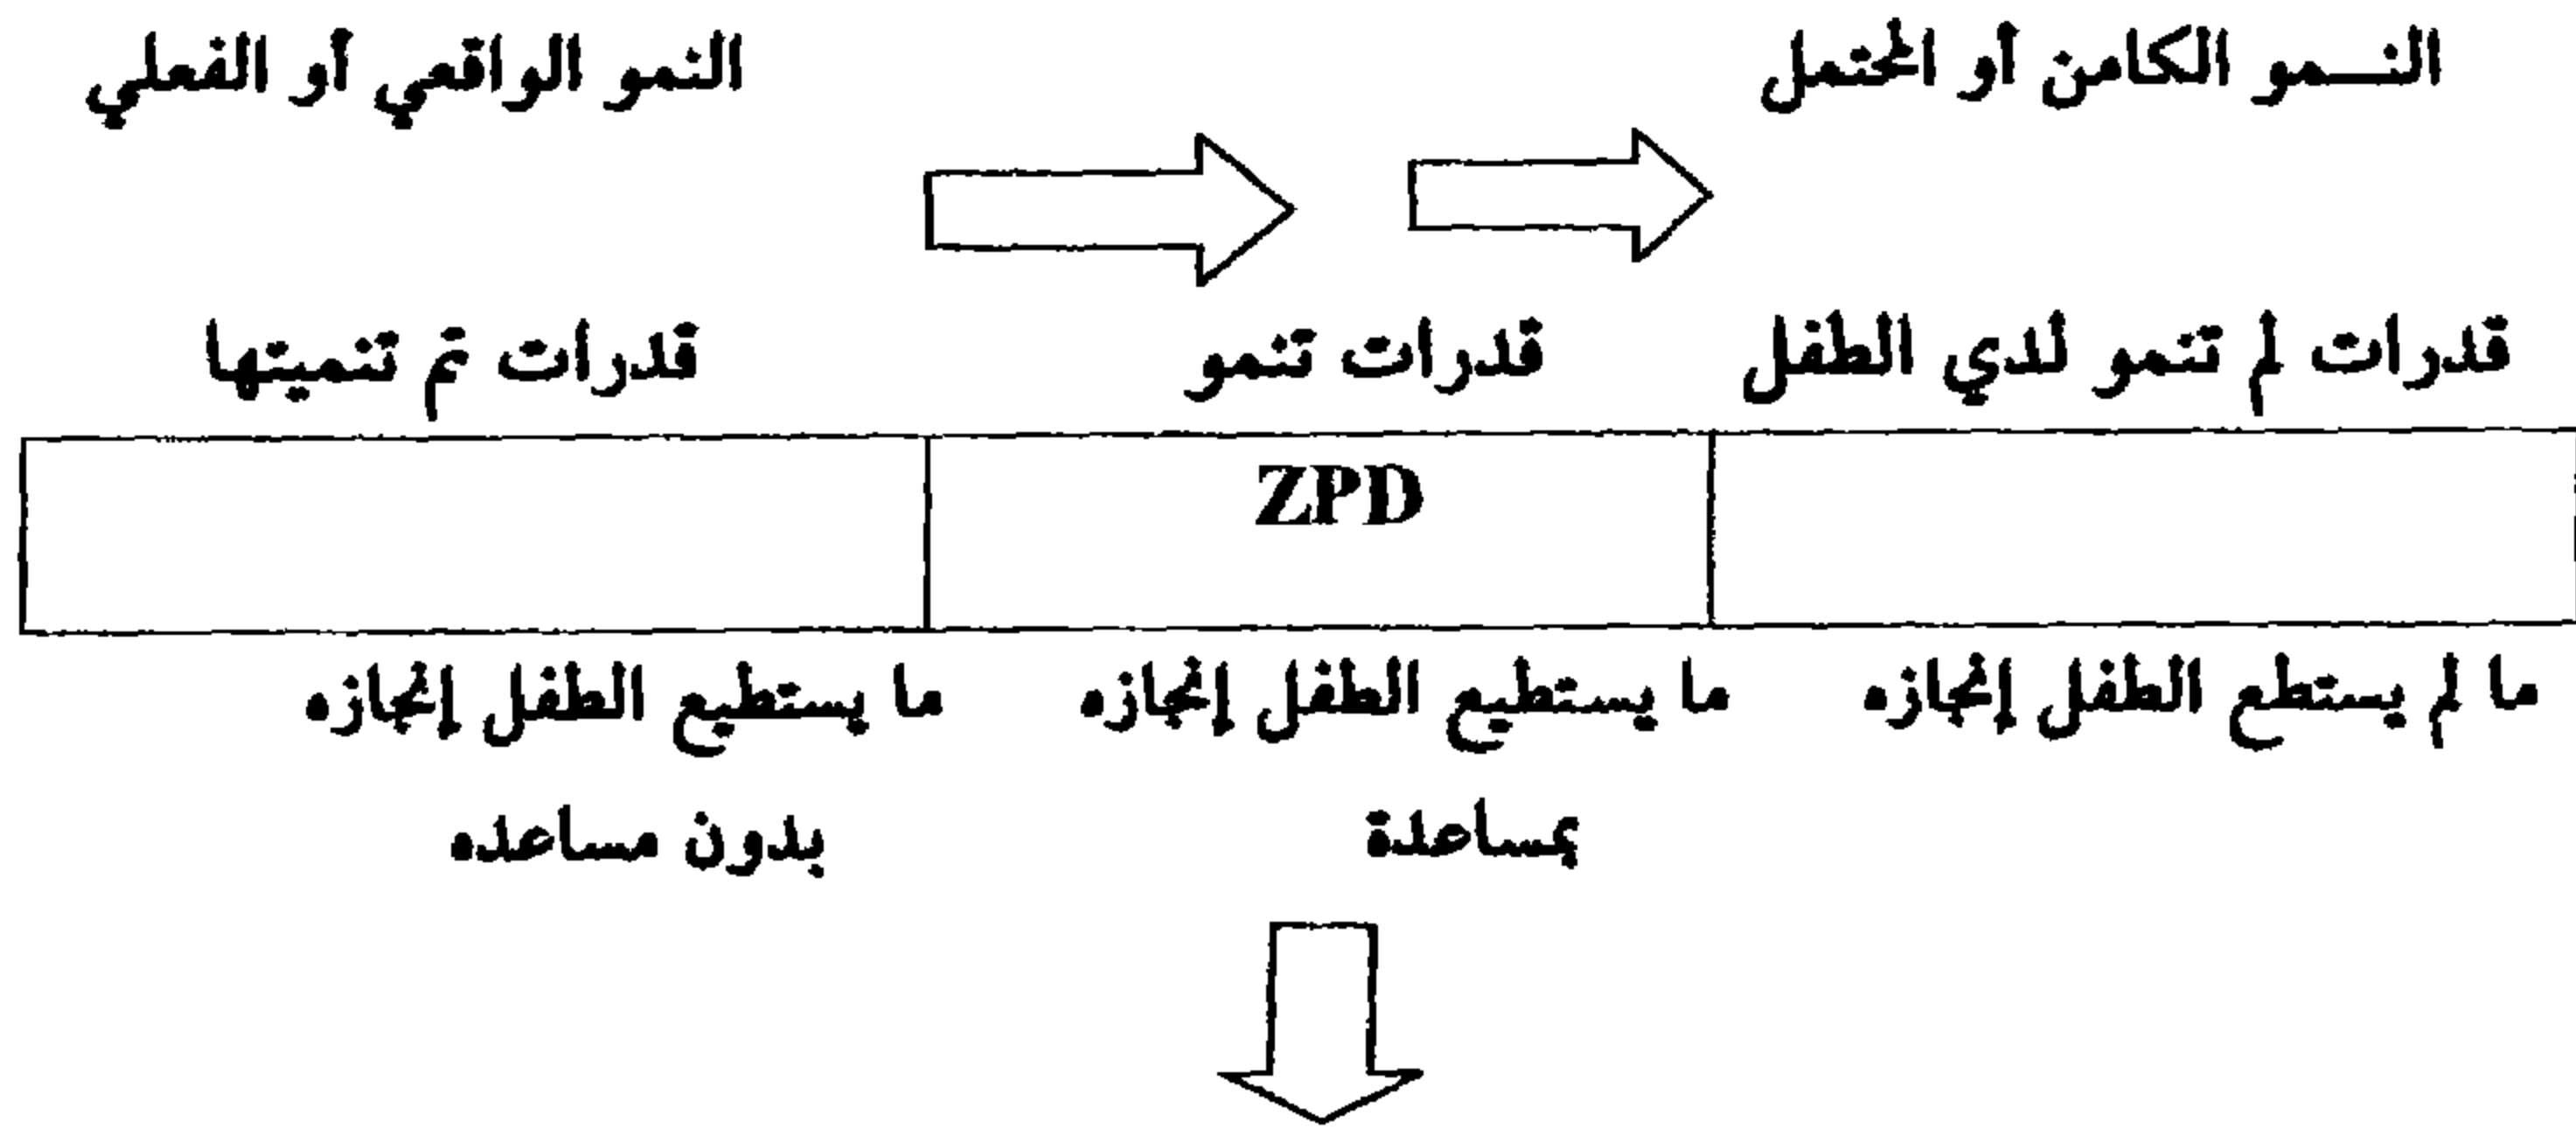 النـــمو الكامن أو المحتمل
النمو الواقعي أو الفعلي
قدرات لم تنمو لدي الطفل
قدرات تنمو
قدرات تم تنميتها
ZPD
ما لم يستطع الطفل إنجازه
ما يستطيع الطفل إنجازه
بمساعدة
ما يستطيع الطفل إنجازه
بدون مساعده